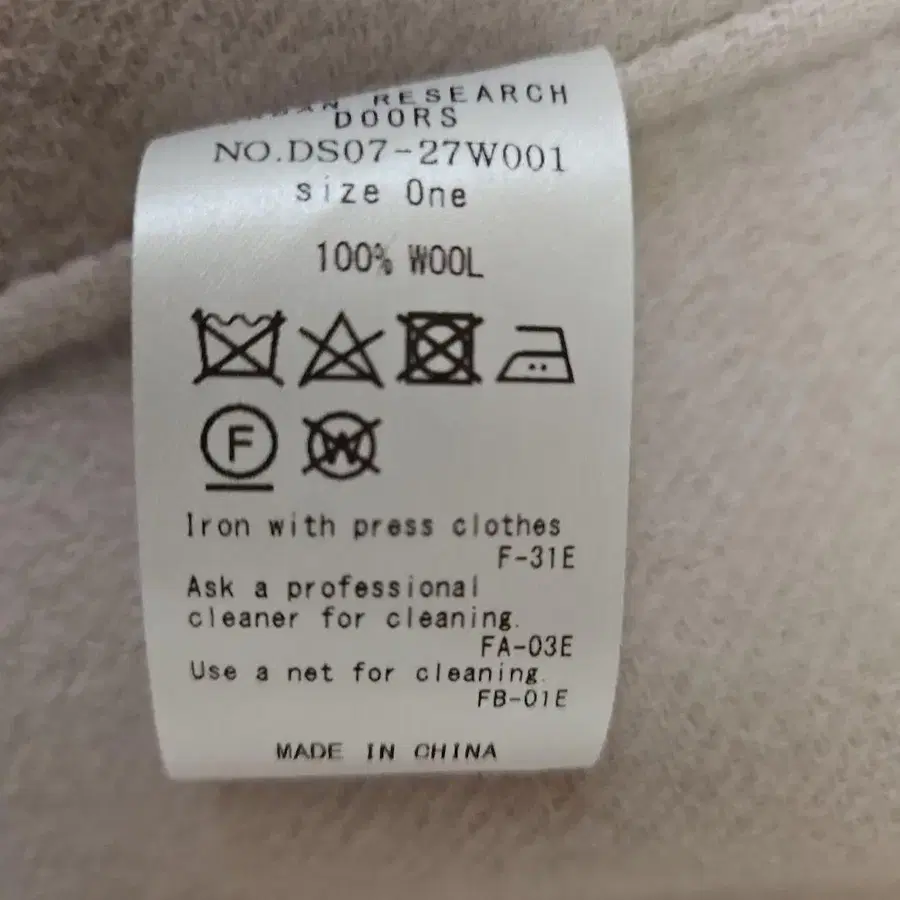 URBAN RESEARCH
DOORS
NO.DS07-27W001
size One
100% WOOL
F
W
Iron with press clothes
F-31E
Ask a professional
cleaner for cleaning.
FA-03E
Use a net for cleaning.
FB-01E
MADE IN CHINA